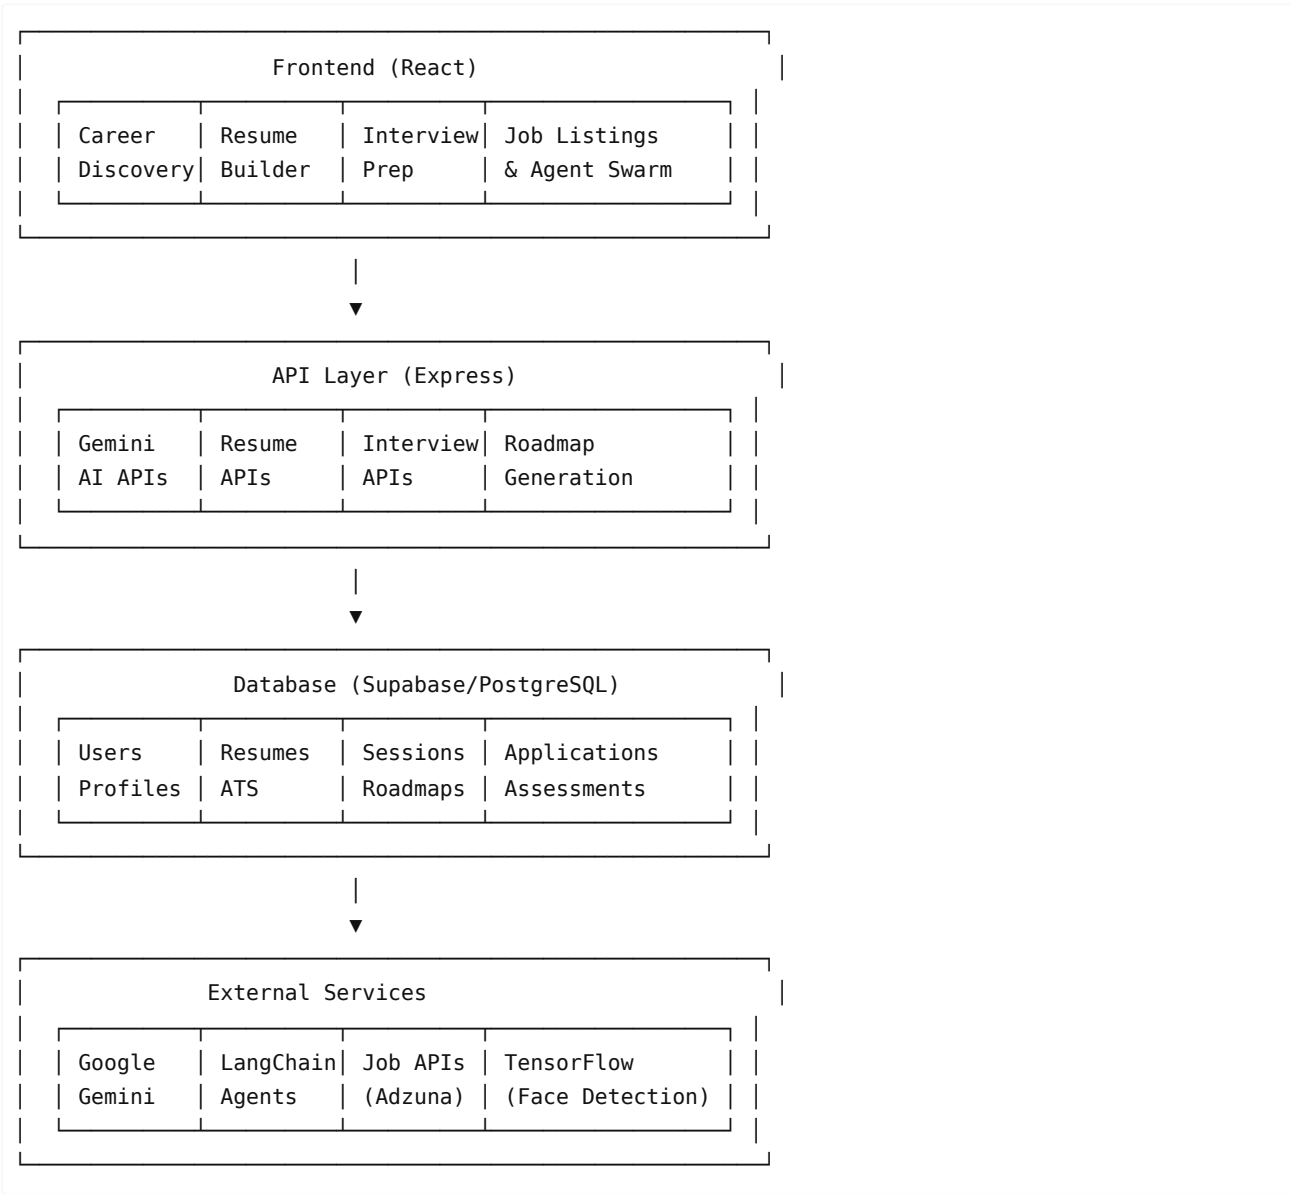 Frontend (React)
Career Resume Interview Job Listings
Discovery Builder Prep & Agent Swarm
API Layer (Express)
Gemini Resume Interview Roadmap
AI APIs APIs APIs Generation
Database (Supabase/PostgreSQL)
Users Resumes Sessions Applications
Profiles ATS Roadmaps Assessments
External Services
Google LangChain Job APIs TensorFlow
Gemini Agents (Adzuna) (Face Detection)